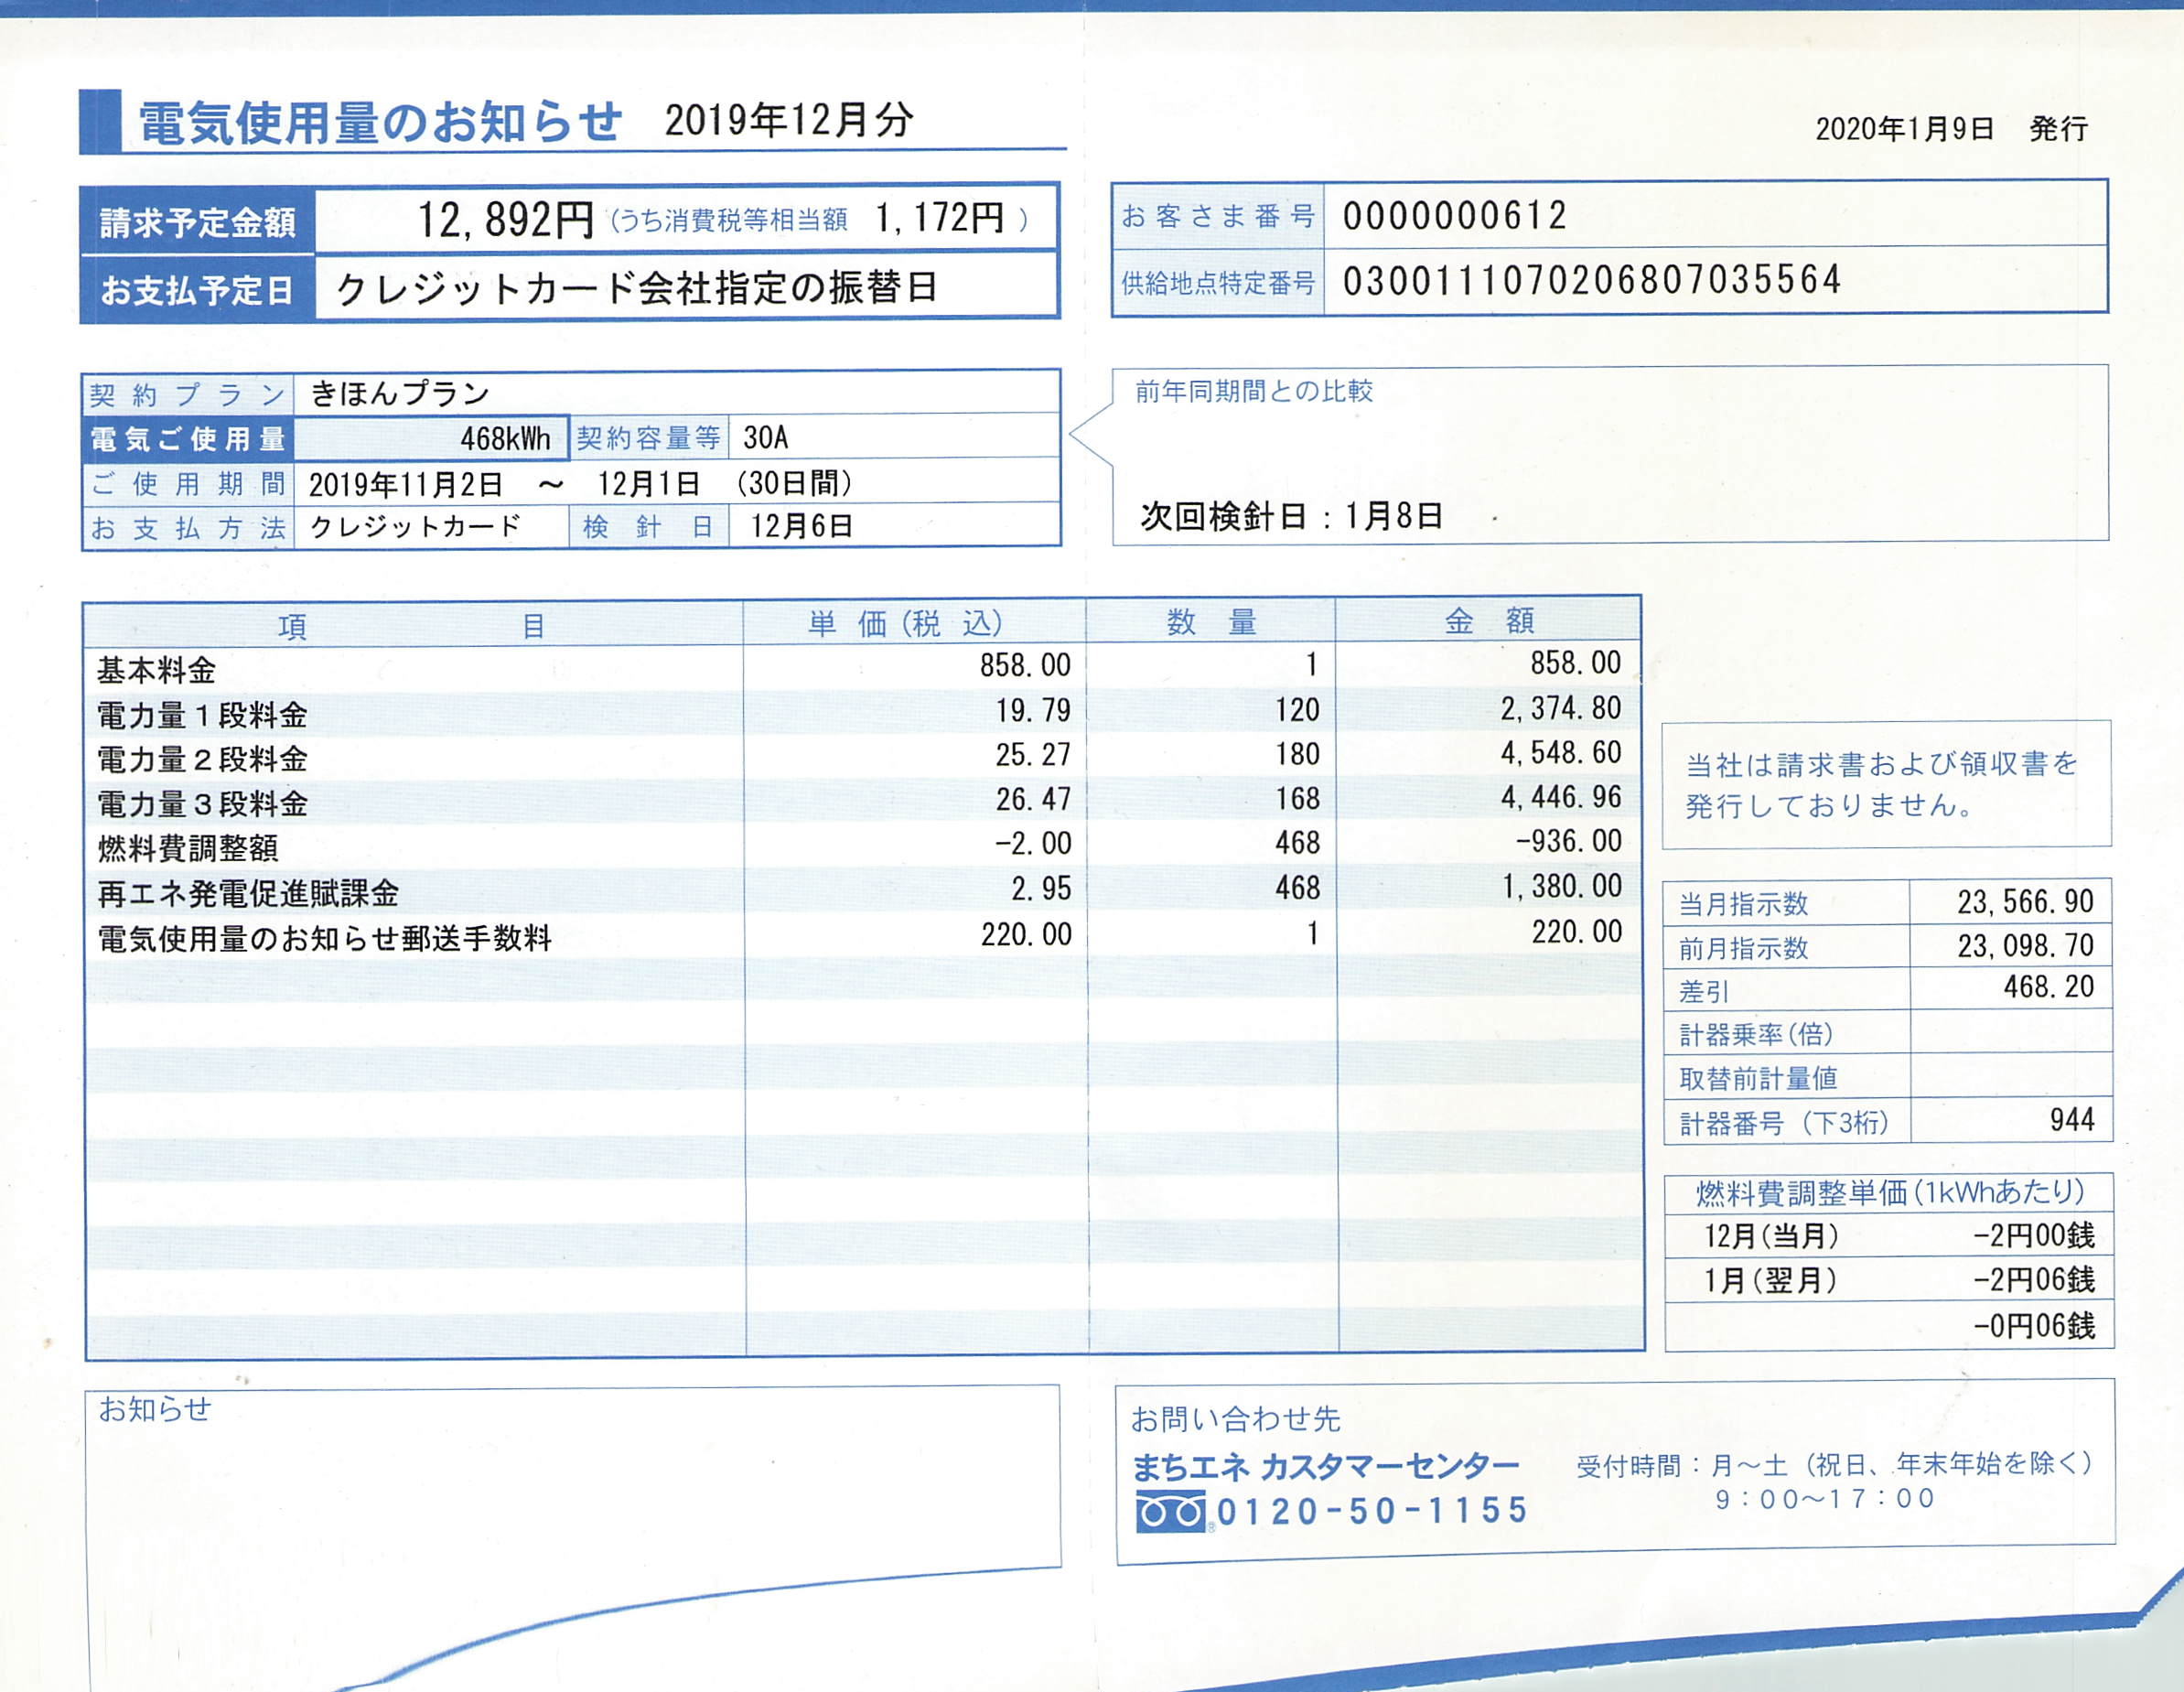 電気使用量のお知らせ 2019年12月分
2020年1月9日 発行
請求予定金額 12,892円 (うち消費税等相当額 1,172円 )
お支払予定日 クレジットカード会社指定の振替日
お客さま番号 0000000612
供給地点特定番号 0300111070206807035564
契約プラン きほんプラン
電気ご使用量 468kWh 契約容量等 30A
ご使用期間 2019年11月2日 ～ 12月1日 (30日間)
お支払方法 クレジットカード 検針日 12月6日
前年同期間との比較
次回検針日:1月8日
項目 単価(税込) 数量 金額
基本料金 858.00 1 858.00
電力量1段料金 19.79 120 2,374.80
電力量2段料金 25.27 180 4,548.60
電力量3段料金 26.47 168 4,446.96
燃料費調整額 -2.00 468 -936.00
再エネ発電促進賦課金 2.95 468 1,380.00
電気使用量のお知らせ郵送手数料 220.00 1 220.00
当社は請求書および領収書を
発行しておりません。
当月指示数 23,566.90
前月指示数 23,098.70
差引 468.20
計器乗率(倍)
取替前計量値
計器番号 (下3桁) 944
燃料費調整単価(1kWhあたり)
12月(当月) -2円00銭
1月(翌月) -2円06銭
-0円06銭
お知らせ
お問い合わせ先
まちエネ カスタマーセンター
0120-50-1155
受付時間:月～土 (祝日、年末年始を除く)
9:00～17:00